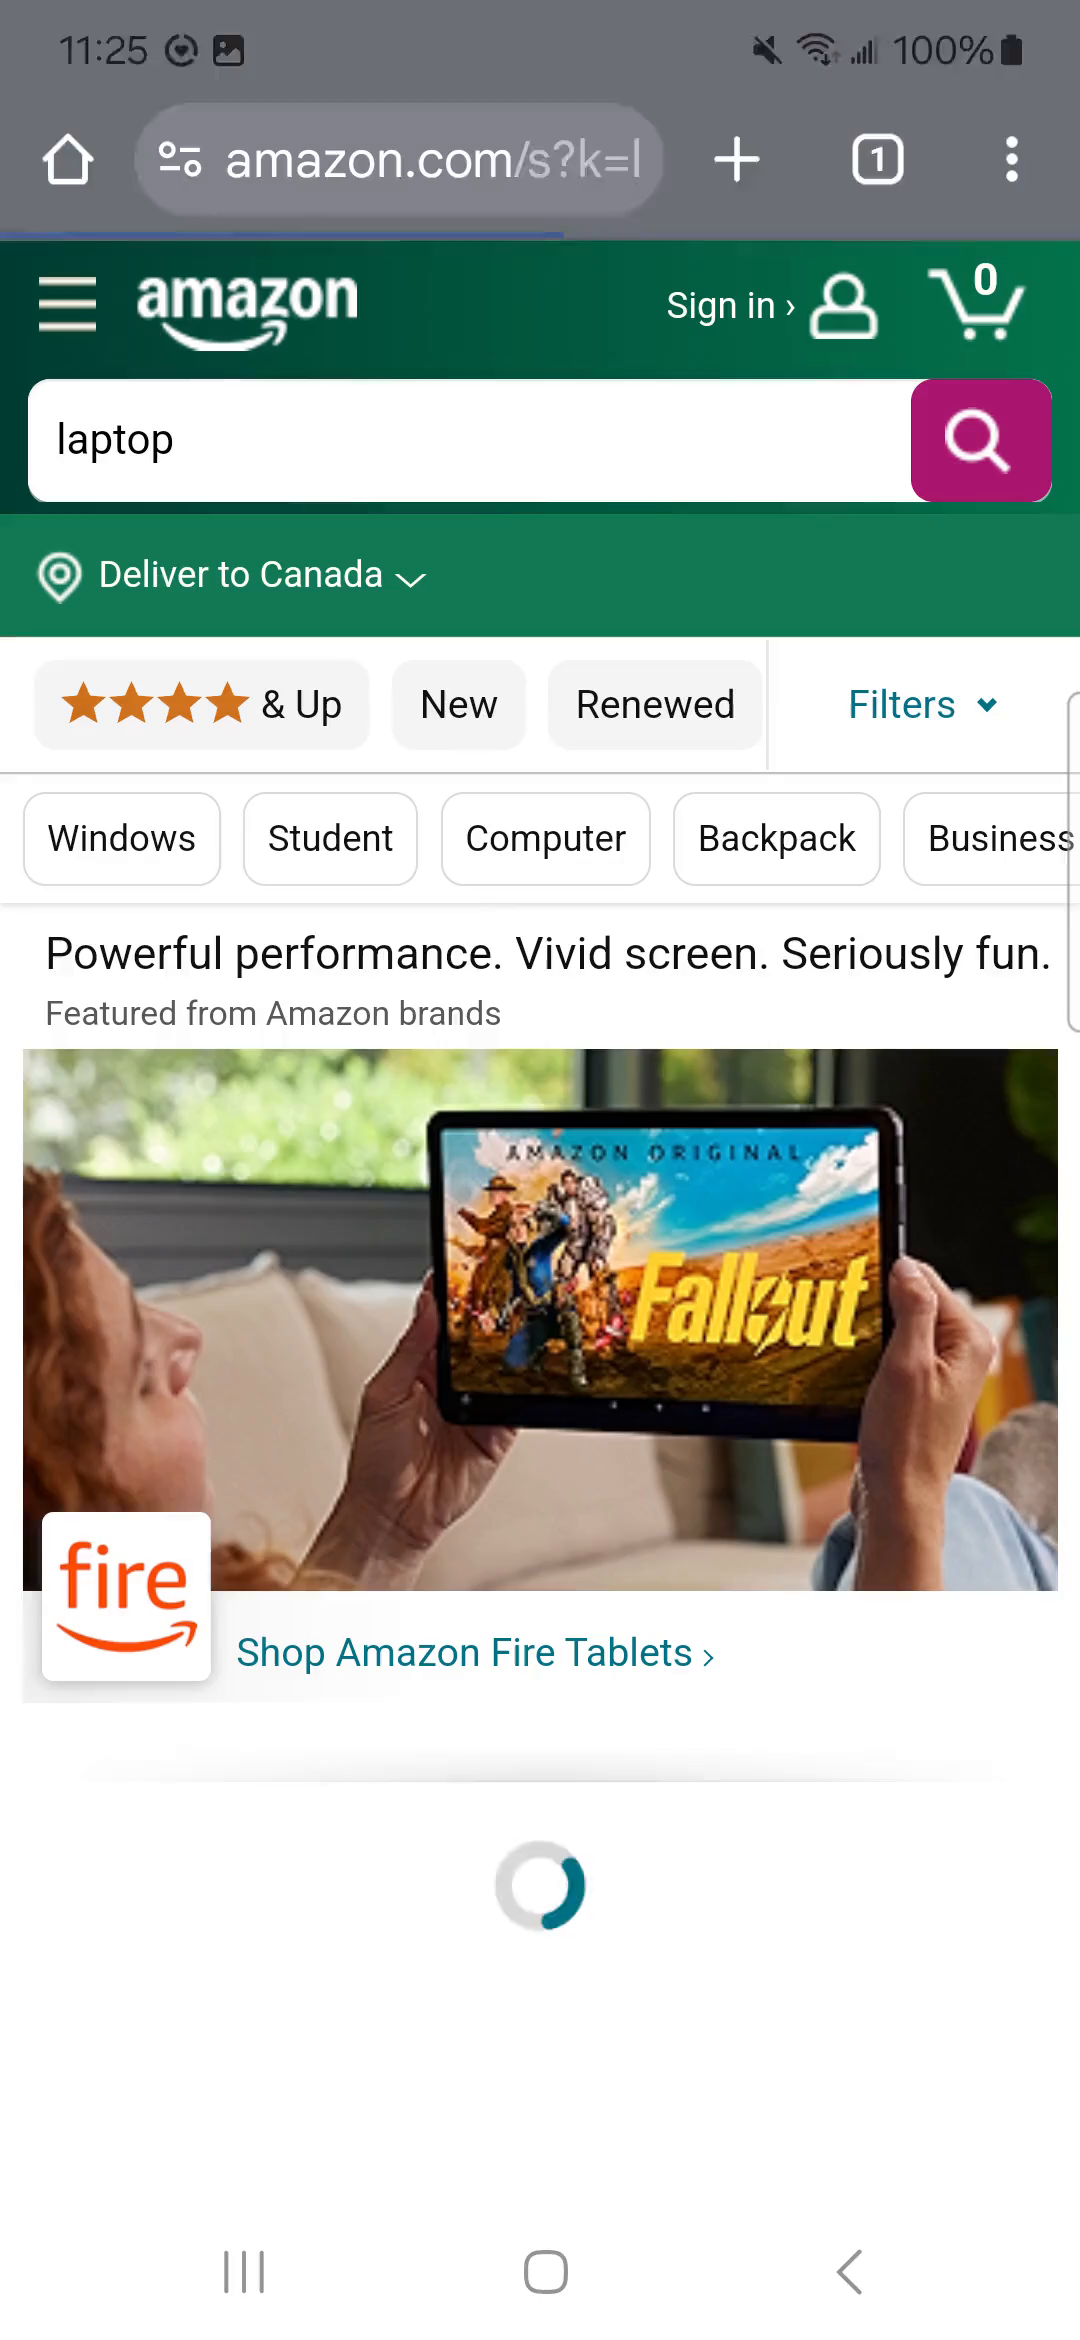 11:25 100%
amazon.com/s?k=l 1
amazon Sign in › 0
laptop
Deliver to Canada
& Up New Renewed Filters
Windows Student Computer Backpack Business
Powerful performance. Vivid screen. Seriously fun.
Featured from Amazon brands
AMAZON ORIGINAL
Fallout
fire
Shop Amazon Fire Tablets ›